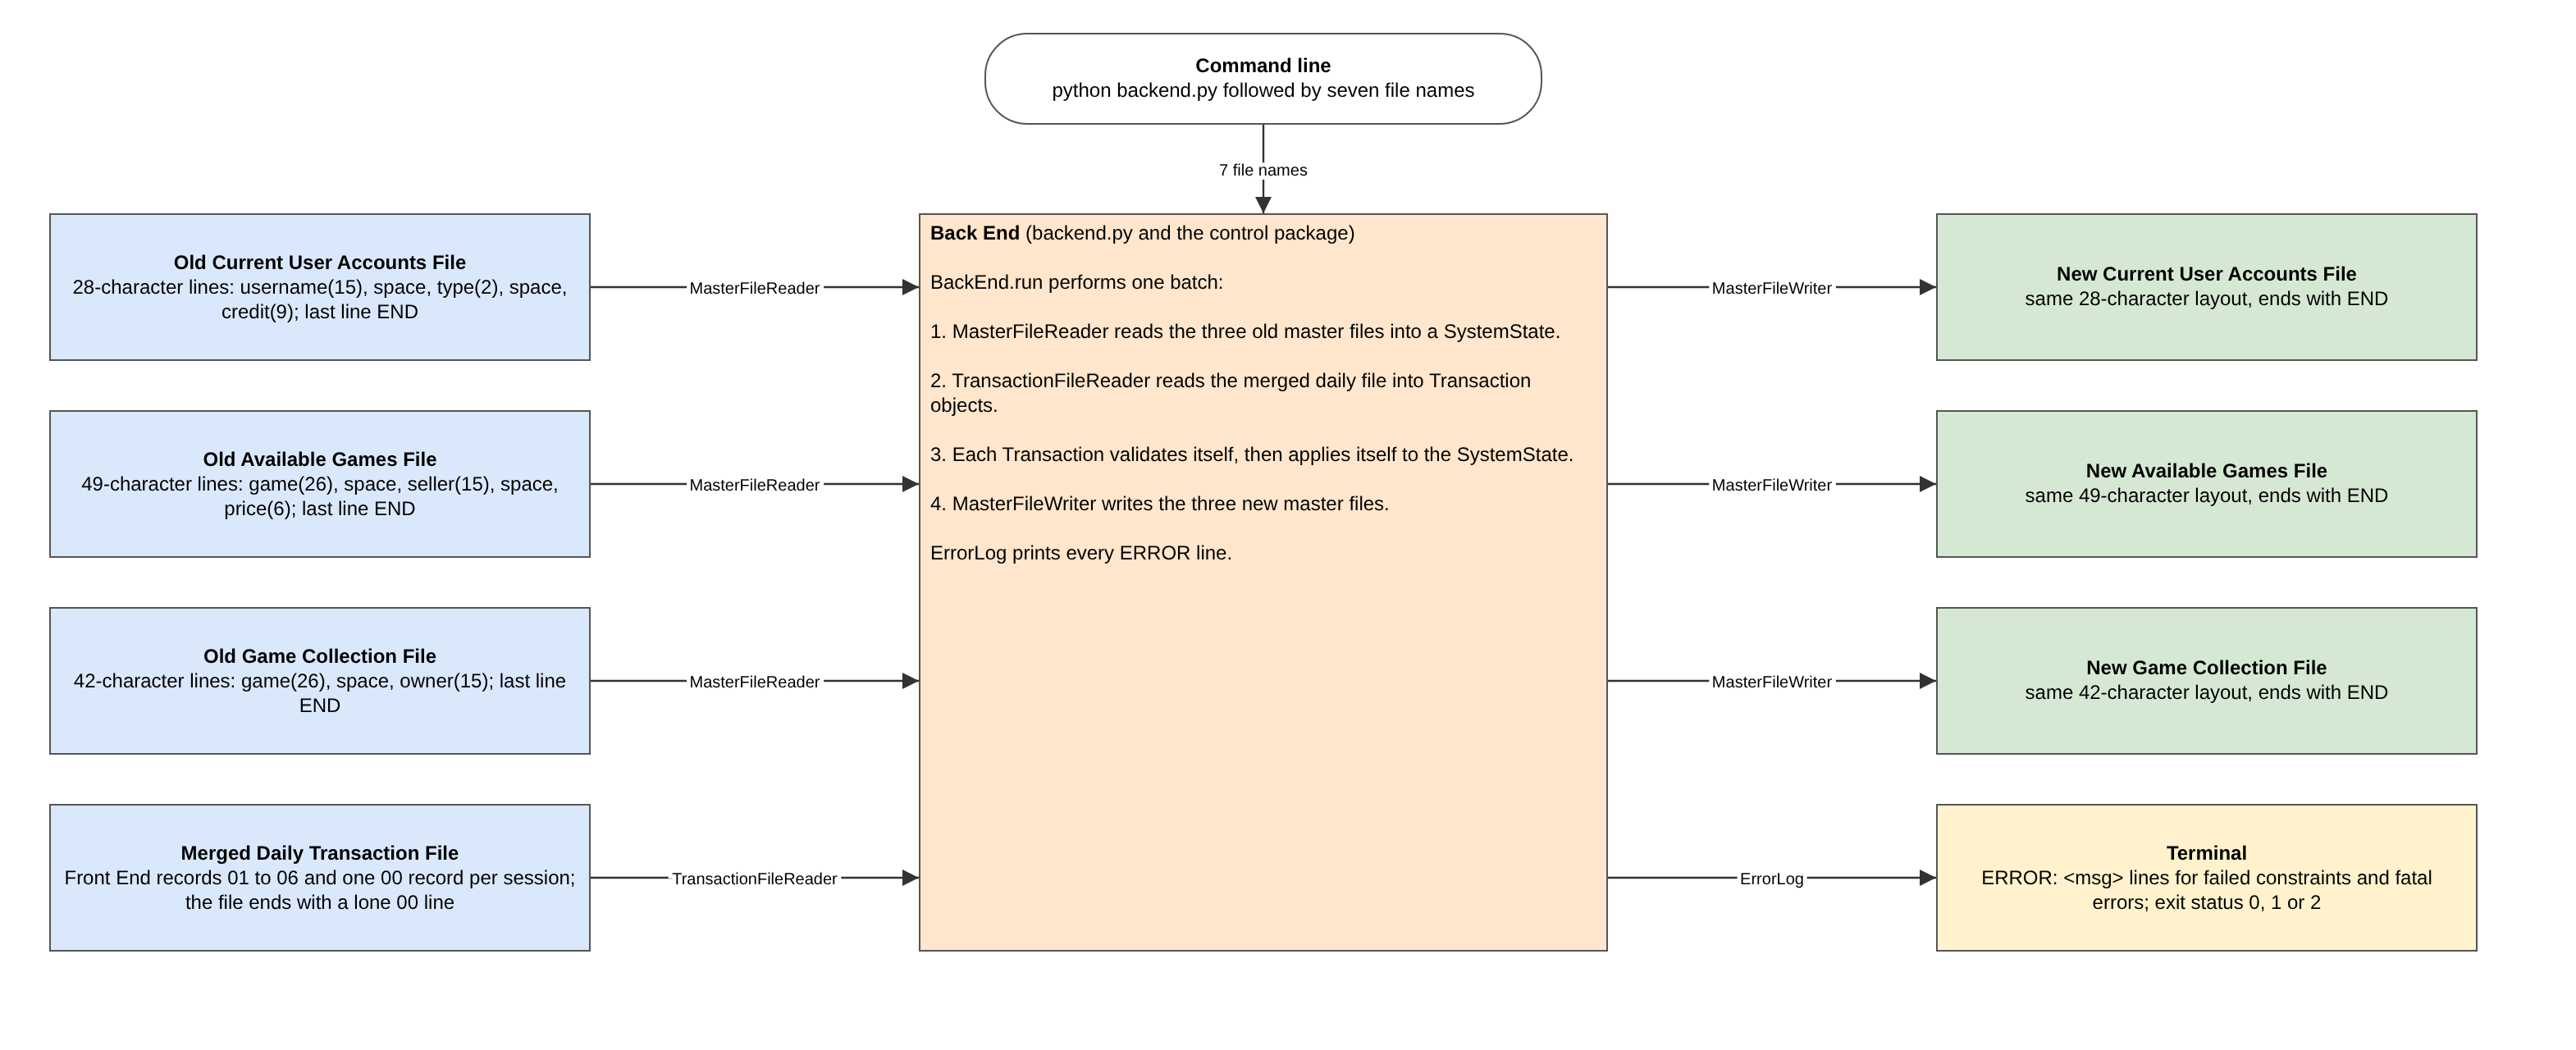 Command line
python backend.py followed by seven file names
7 file names
Old Current User Accounts File
28-character lines: username(15), space, type(2), space,
credit(9); last line END
MasterFileReader
Old Available Games File
49-character lines: game(26), space, seller(15), space,
price(6); last line END
MasterFileReader
Old Game Collection File
42-character lines: game(26), space, owner(15); last line
END
MasterFileReader
Merged Daily Transaction File
Front End records 01 to 06 and one 00 record per session;
the file ends with a lone 00 line
TransactionFileReader
Back End (backend.py and the control package)
BackEnd.run performs one batch:
1. MasterFileReader reads the three old master files into a SystemState.
2. TransactionFileReader reads the merged daily file into Transaction
objects.
3. Each Transaction validates itself, then applies itself to the SystemState.
4. MasterFileWriter writes the three new master files.
ErrorLog prints every ERROR line.
MasterFileWriter
New Current User Accounts File
same 28-character layout, ends with END
MasterFileWriter
New Available Games File
same 49-character layout, ends with END
MasterFileWriter
New Game Collection File
same 42-character layout, ends with END
ErrorLog
Terminal
ERROR: <msg> lines for failed constraints and fatal
errors; exit status 0, 1 or 2